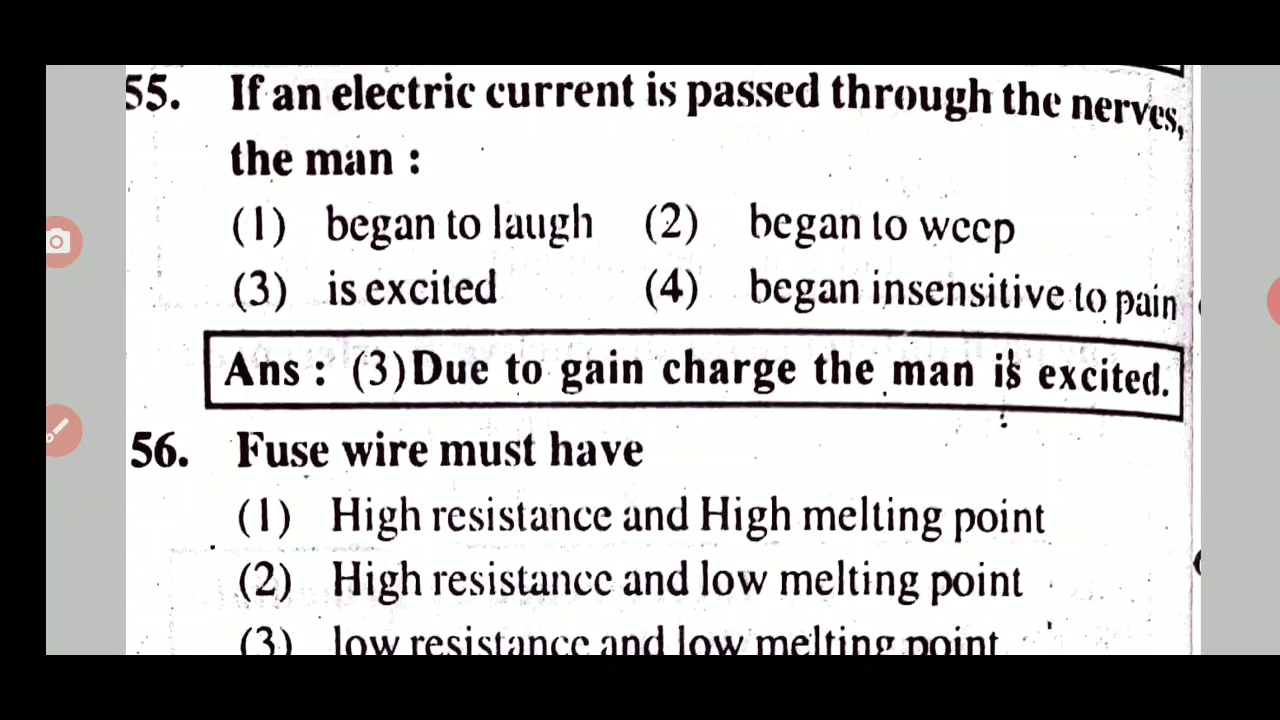 55. If an electric current is passed through the nerves,
the man :
(1) began to laugh (2) began to weep
(3) is excited (4) began insensitive to pain
Ans : (3) Due to gain charge the man is excited.
56. Fuse wire must have
(1) High resistance and High melting point
(2) High resistance and low melting point
(3) low resistance and low melting point